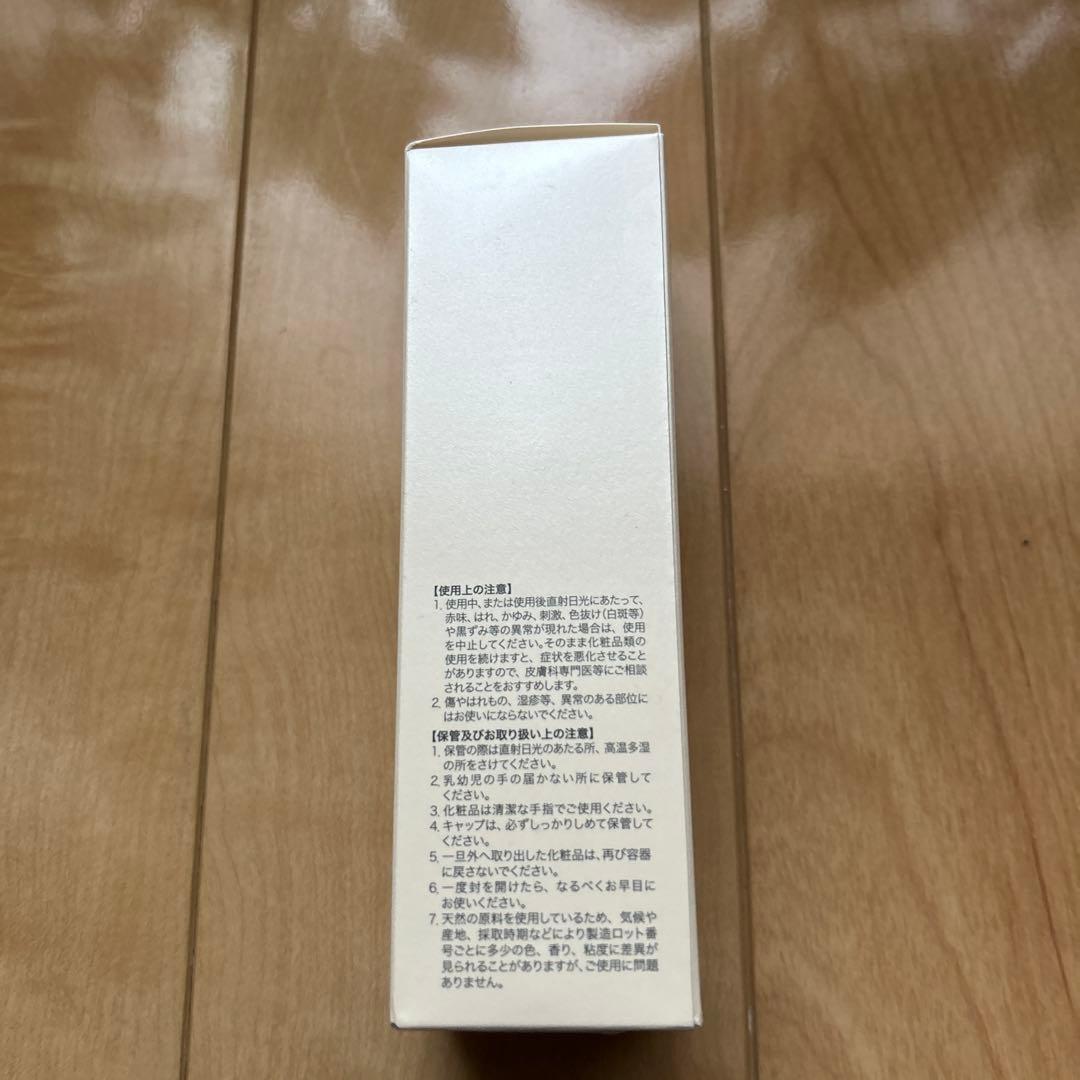 【使用上の注意】
1. 使用中、または使用後直射日光にあたって、
赤味、はれ、かゆみ、刺激、色抜け(白斑等)
や黒ずみ等の異常が現れた場合は、使用
を中止してください。そのまま化粧品類の
使用を続けますと、症状を悪化させること
がありますので、皮膚科専門医等にご相談
されることをおすすめします。
2. 傷やはれもの、湿疹等、異常のある部位に
はお使いにならないでください。
【保管及びお取り扱い上の注意】
1. 保管の際は直射日光のあたる所、高温多湿
の所をさけてください。
2. 乳幼児の手の届かない所に保管して
ください。
3. 化粧品は清潔な手指でご使用ください。
4. キャップは、必ずしっかりしめて保管して
ください。
5. 一旦外へ取り出した化粧品は、再び容器
に戻さないでください。
6. 一度封を開けたら、なるべくお早目に
お使いください。
7. 天然の原料を使用しているため、気候や
産地、採取時期などにより製造ロット番
号ごとに多少の色、香り、粘度に差異が
見られることがありますが、ご使用に問題
ありません。